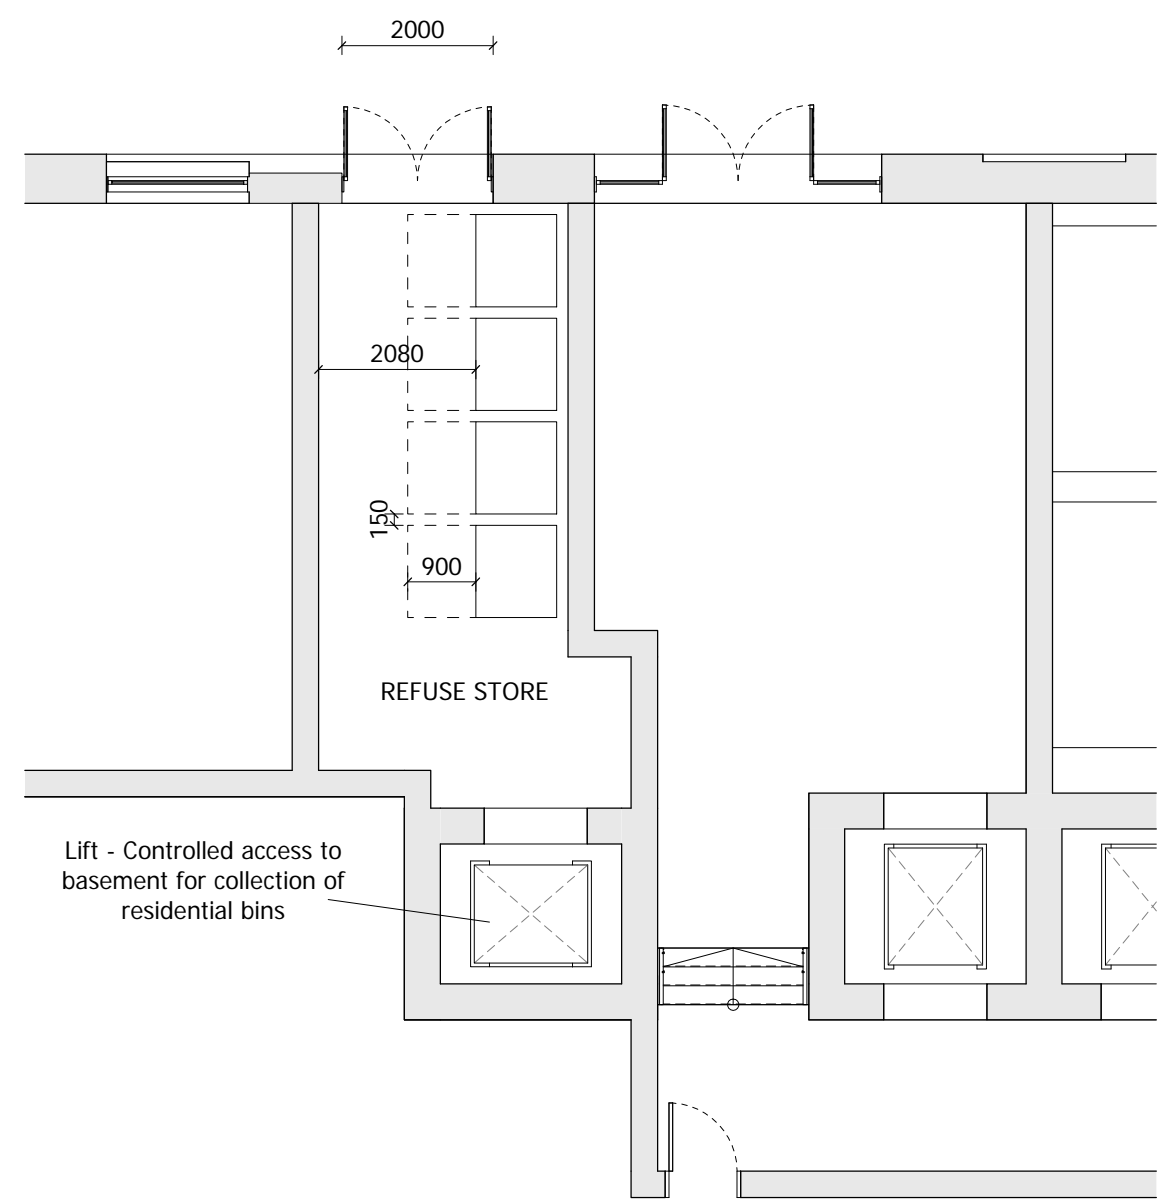 2000
2080
150
900
REFUSE STORE
Lift - Controlled access to
basement for collection of
residential bins